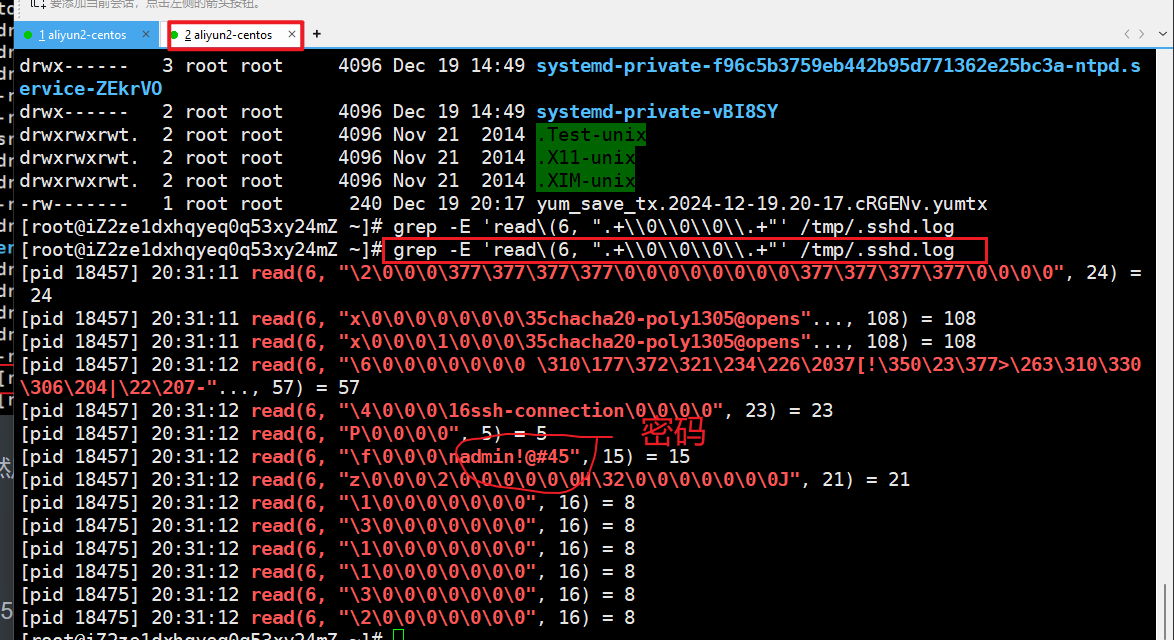 要添加当前会话，点击左侧的箭头按钮。
1 aliyun2-centos × 2 aliyun2-centos × +
drwx------ 3 root root 4096 Dec 19 14:49 systemd-private-f96c5b3759eb442b95d771362e25bc3a-ntpd.s
ervice-ZEkrVO
drwx------ 2 root root 4096 Dec 19 14:49 systemd-private-vBI8SY
drwxrwxrwt. 2 root root 4096 Nov 21 2014 .Test-unix
drwxrwxrwt. 2 root root 4096 Nov 21 2014 .X11-unix
drwxrwxrwt. 2 root root 4096 Nov 21 2014 .XIM-unix
-rw------- 1 root root 240 Dec 19 20:17 yum_save_tx.2024-12-19.20-17.cRGENv.yumtx
[root@iZ2ze1dxhqyeq0q53xy24mZ ~]# grep -E 'read\(6, ".+\\0\\0\\0\\.+"' /tmp/.sshd.log
[root@iZ2ze1dxhqyeq0q53xy24mZ ~]# grep -E 'read\(6, ".+\\0\\0\\0\\.+"' /tmp/.sshd.log
[pid 18457] 20:31:11 read(6, "\2\0\0\0\377\377\377\377\0\0\0\0\0\0\0\0\377\377\377\377\0\0\0\0", 24) =
24
[pid 18457] 20:31:11 read(6, "x\0\0\0\0\0\0\0\35chacha20-poly1305@opens"..., 108) = 108
[pid 18457] 20:31:11 read(6, "x\0\0\0\1\0\0\0\35chacha20-poly1305@opens"..., 108) = 108
[pid 18457] 20:31:12 read(6, "\6\0\0\0\0\0\0\0 \310\177\372\321\234\226\2037[!\350\23\377>\263\310\330
\306\204|\22\207-"..., 57) = 57
[pid 18457] 20:31:12 read(6, "\4\0\0\0\16ssh-connection\0\0\0\0", 23) = 23
[pid 18457] 20:31:12 read(6, "P\0\0\0\0", 5) = 5 密码
[pid 18457] 20:31:12 read(6, "\f\0\0\0\nadmin!@#45", 15) = 15
[pid 18457] 20:31:12 read(6, "z\0\0\0\2\0\0\0\0\0\0\0H\32\0\0\0\0\0\0\0J", 21) = 21
[pid 18475] 20:31:12 read(6, "\1\0\0\0\0\0\0\0", 16) = 8
[pid 18475] 20:31:12 read(6, "\3\0\0\0\0\0\0\0", 16) = 8
[pid 18475] 20:31:12 read(6, "\1\0\0\0\0\0\0\0", 16) = 8
[pid 18475] 20:31:12 read(6, "\1\0\0\0\0\0\0\0", 16) = 8
[pid 18475] 20:31:12 read(6, "\3\0\0\0\0\0\0\0", 16) = 8
[pid 18475] 20:31:12 read(6, "\2\0\0\0\0\0\0\0", 16) = 8
[root@iZ2ze1dxhqyeq0q53xy24mZ ~]#